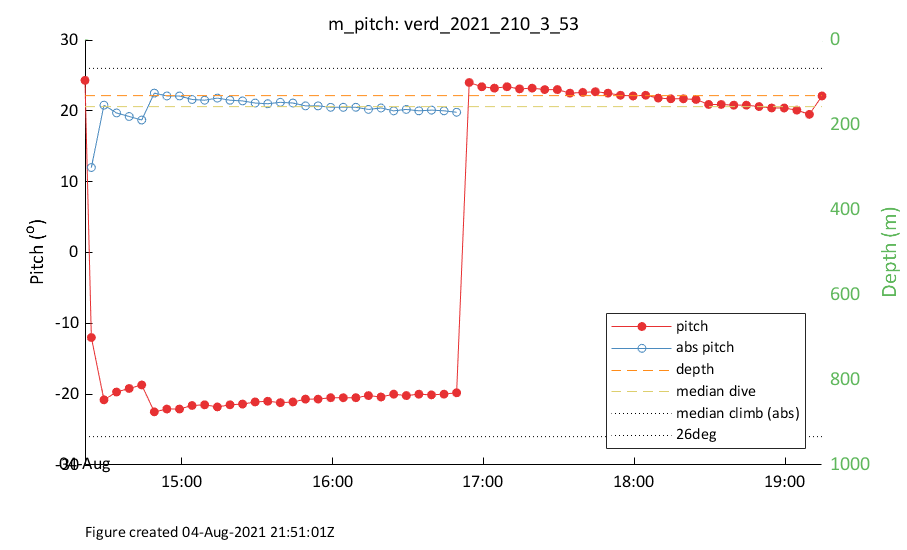 m_pitch: verd_2021_210_3_53
30
20
10
0
-10
-20
-30
Pitch (º)
0
200
400
600
800
1000
Depth (m)
pitch
abs pitch
depth
median dive
median climb (abs)
26deg
04-Aug
15:00
16:00
17:00
18:00
19:00
Figure created 04-Aug-2021 21:51:01Z